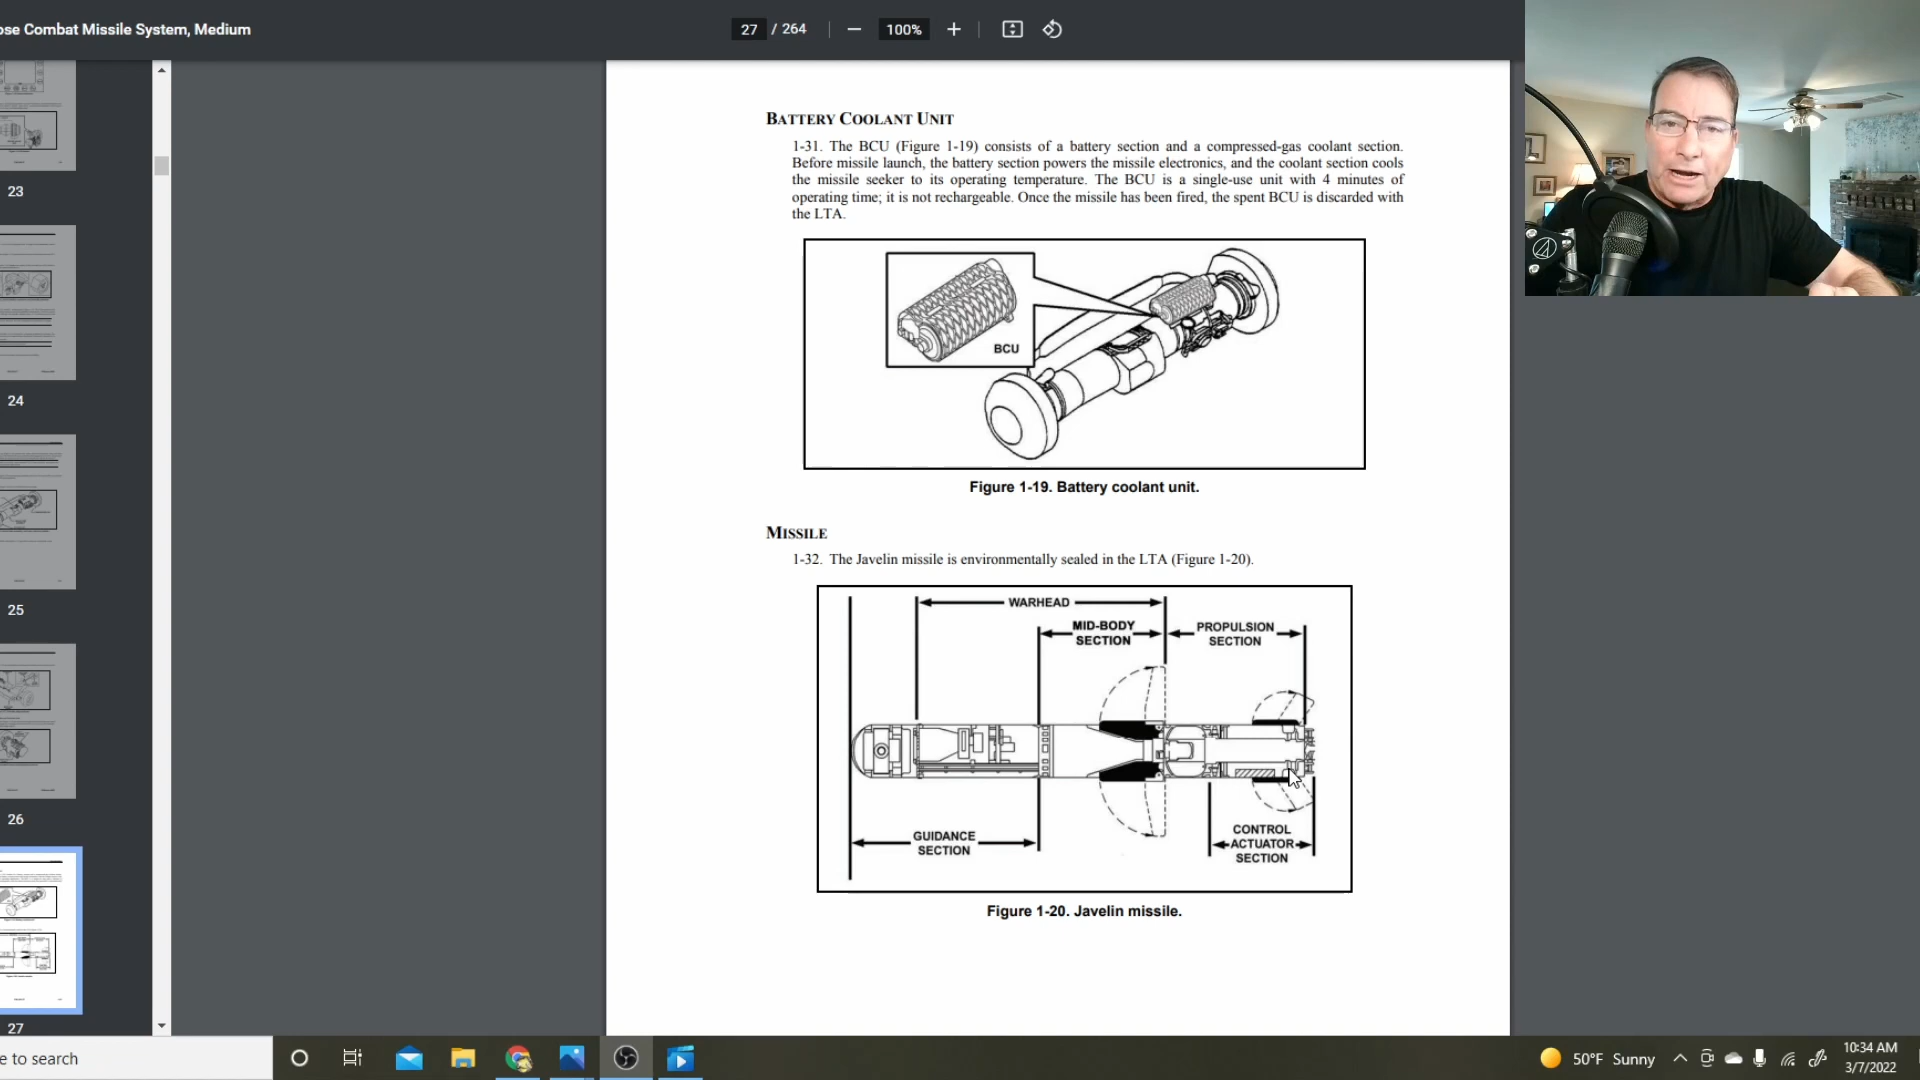 ose Combat Missile System, Medium
27 / 264
100%
23
24
25
26
27
BATTERY COOLANT UNIT
1-31. The BCU (Figure 1-19) consists of a battery section and a compressed-gas coolant section.
Before missile launch, the battery section powers the missile electronics, and the coolant section cools
the missile seeker to its operating temperature. The BCU is a single-use unit with 4 minutes of
operating time; it is not rechargeable. Once the missile has been fired, the spent BCU is discarded with
the LTA.
BCU
Figure 1-19. Battery coolant unit.
MISSILE
1-32. The Javelin missile is environmentally sealed in the LTA (Figure 1-20).
WARHEAD
MID-BODY
SECTION
PROPULSION
SECTION
GUIDANCE
SECTION
CONTROL
ACTUATOR
SECTION
Figure 1-20. Javelin missile.
e to search
50°F Sunny
10:34 AM
3/7/2022